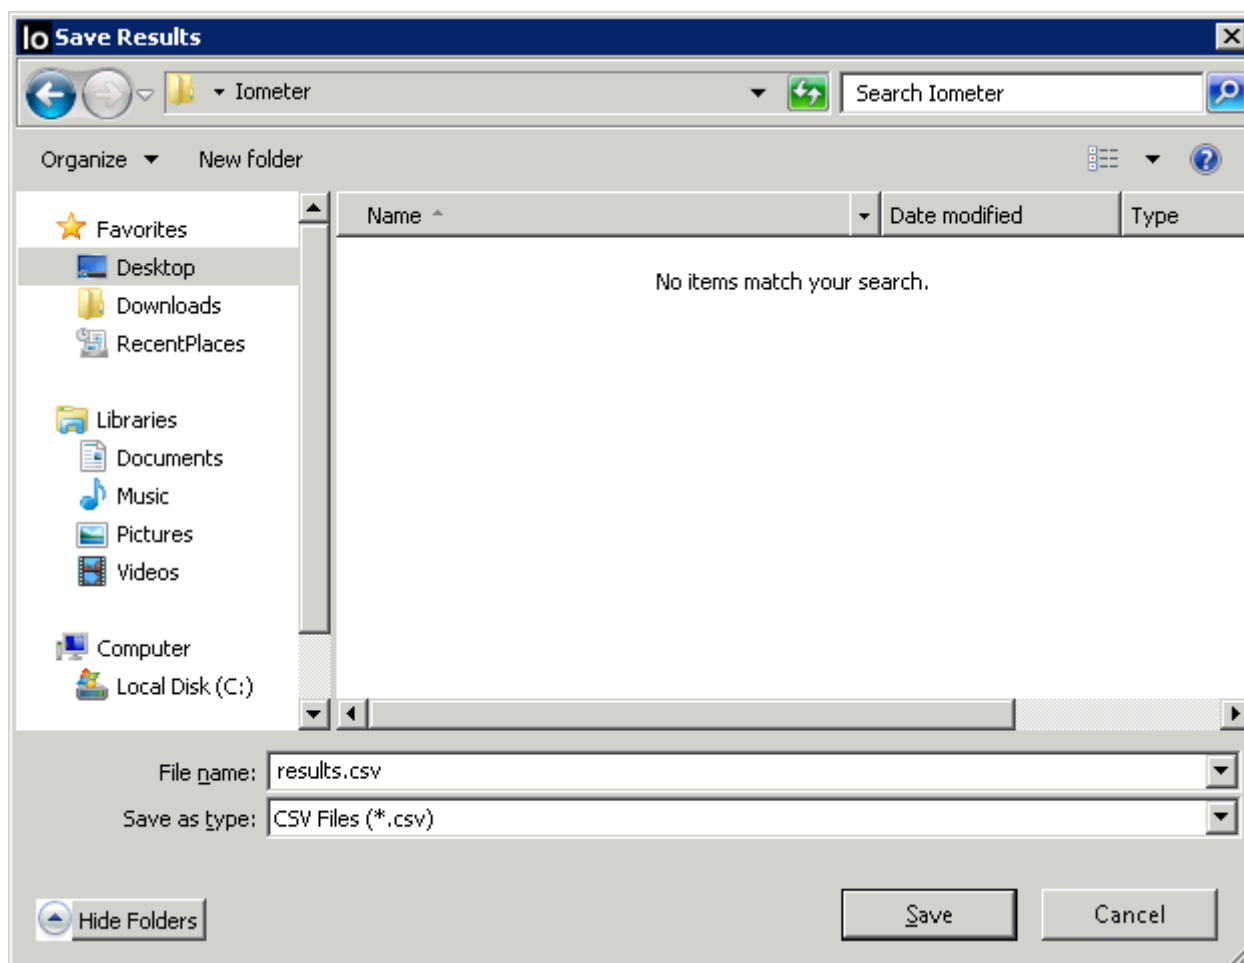 Io Save Results
Iometer
Search Iometer
Organize
New folder
Name
Date modified
Type
Favorites
Desktop
Downloads
RecentPlaces
Libraries
Documents
Music
Pictures
Videos
Computer
Local Disk (C:)
No items match your search.
File name: results.csv
Save as type: CSV Files (*.csv)
Hide Folders
Save
Cancel